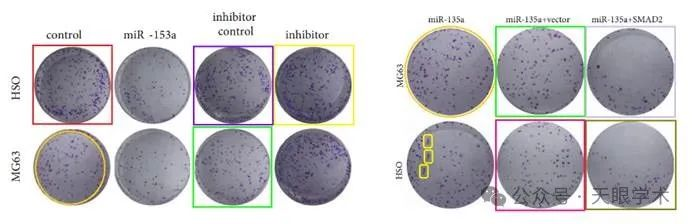 control
miR -153a
inhibitor
control
inhibitor
HSO
MG63
miR-135a
miR-135a+vector
miR-135a+SMAD2
MG63
HSO
公众号 · 天眼学术